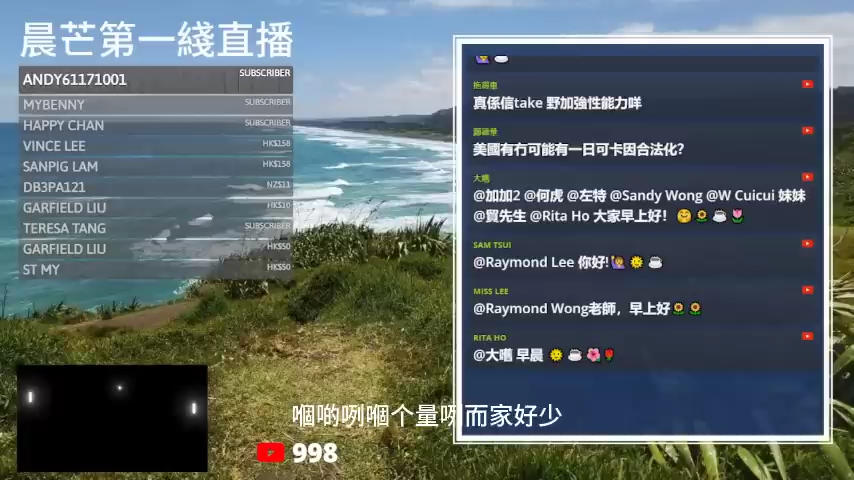 晨芒第一綫直播
ANDY61171001 SUBSCRIBER
MYBENNY SUBSCRIBER
HAPPY CHAN SUBSCRIBER
VINCE LEE HK$158
SANPIG LAM HK$158
DB3PA121 NZ$11
GARFIELD LIU HK$10
TERESA TANG SUBSCRIBER
GARFIELD LIU HK$50
ST MY HK$50
真係信take 野加強性能力咩
美國有冇可能有一日可卡因合法化?
大嚿
@加加2 @何虎 @左特 @Sandy Wong @W Cuicui 妹妹
@貿先生 @Rita Ho 大家早上好! 🤗🌻☕🌷
SAM TSUI
@Raymond Lee 你好!🙋🌞☕
MISS LEE
@Raymond Wong老師，早上好🌻🌻
RITA HO
@大嚿 早晨 🌞☕🌺🌹
嗰啲咧嗰个量咧而家好少
998